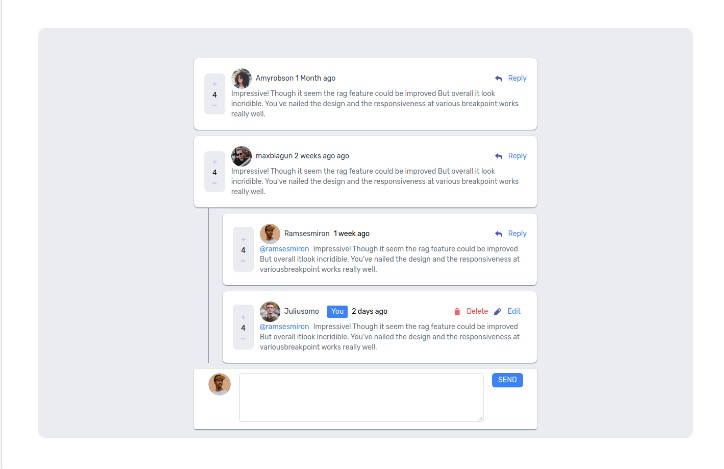 Amyrobson 1 Month ago Reply
+
4
−
Impressive! Though it seem the rag feature could be improved But overall it look
incridible. You've nailed the design and the responsiveness at various breakpoint works
really well.
maxblagun 2 weeks ago ago Reply
+
4
−
Impressive! Though it seem the rag feature could be improved But overall it look
incridible. You've nailed the design and the responsiveness at various breakpoint works
really well.
Ramsesmiron 1 week ago Reply
+
4
−
@ramsesmiron Impressive! Though it seem the rag feature could be improved
But overall itlook incridible. You've nailed the design and the responsiveness at
variousbreakpoint works really well.
Juliusomo You 2 days ago Delete Edit
+
4
−
@ramsesmiron Impressive! Though it seem the rag feature could be improved
But overall itlook incridible. You've nailed the design and the responsiveness at
variousbreakpoint works really well.
SEND